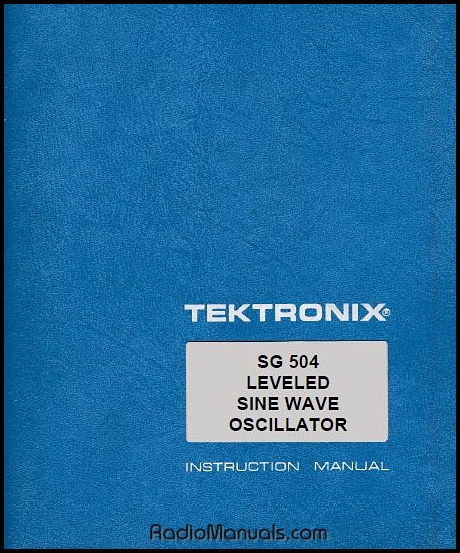 TEKTRONIX®
SG 504
LEVELED
SINE WAVE
OSCILLATOR
INSTRUCTION MANUAL
RadioManuals.com